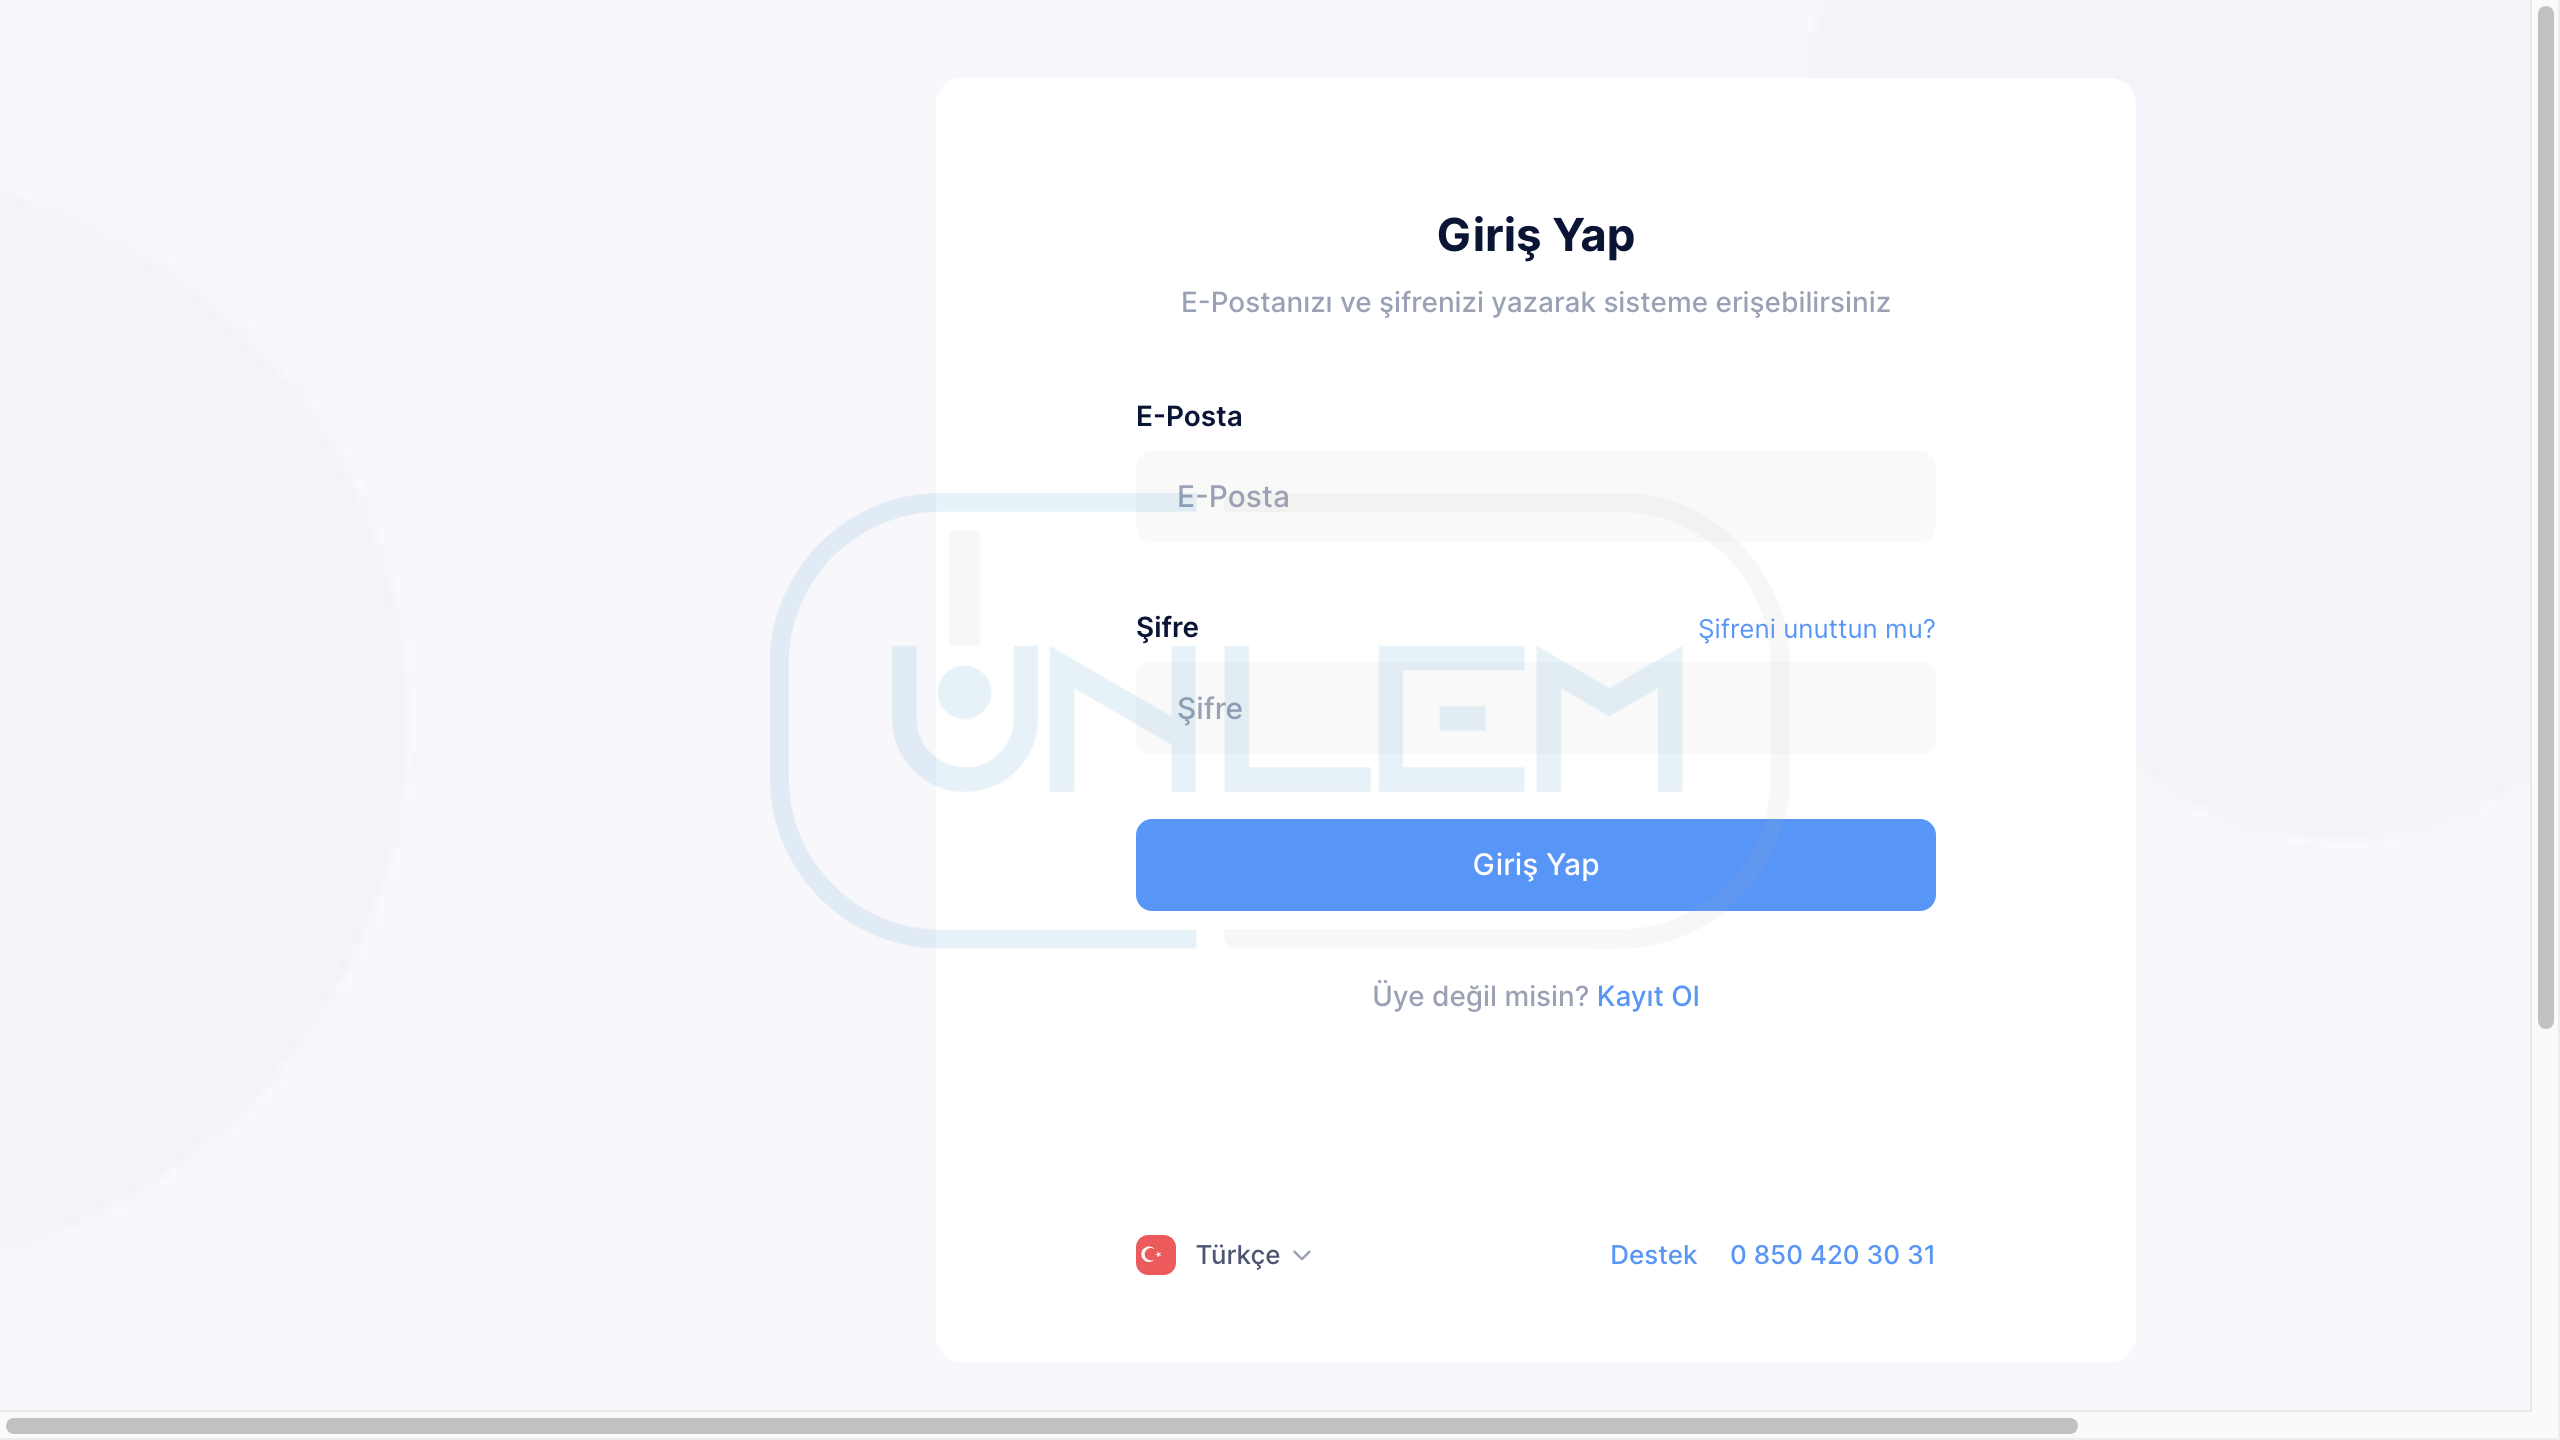 Giriş Yap
E-Postanızı ve şifrenizi yazarak sisteme erişebilirsiniz
E-Posta
E-Posta
Şifre Şifreni unuttun mu?
Şifre
ÜNLEM
Giriş Yap
Üye değil misin? Kayıt Ol
Türkçe Destek 0 850 420 30 31